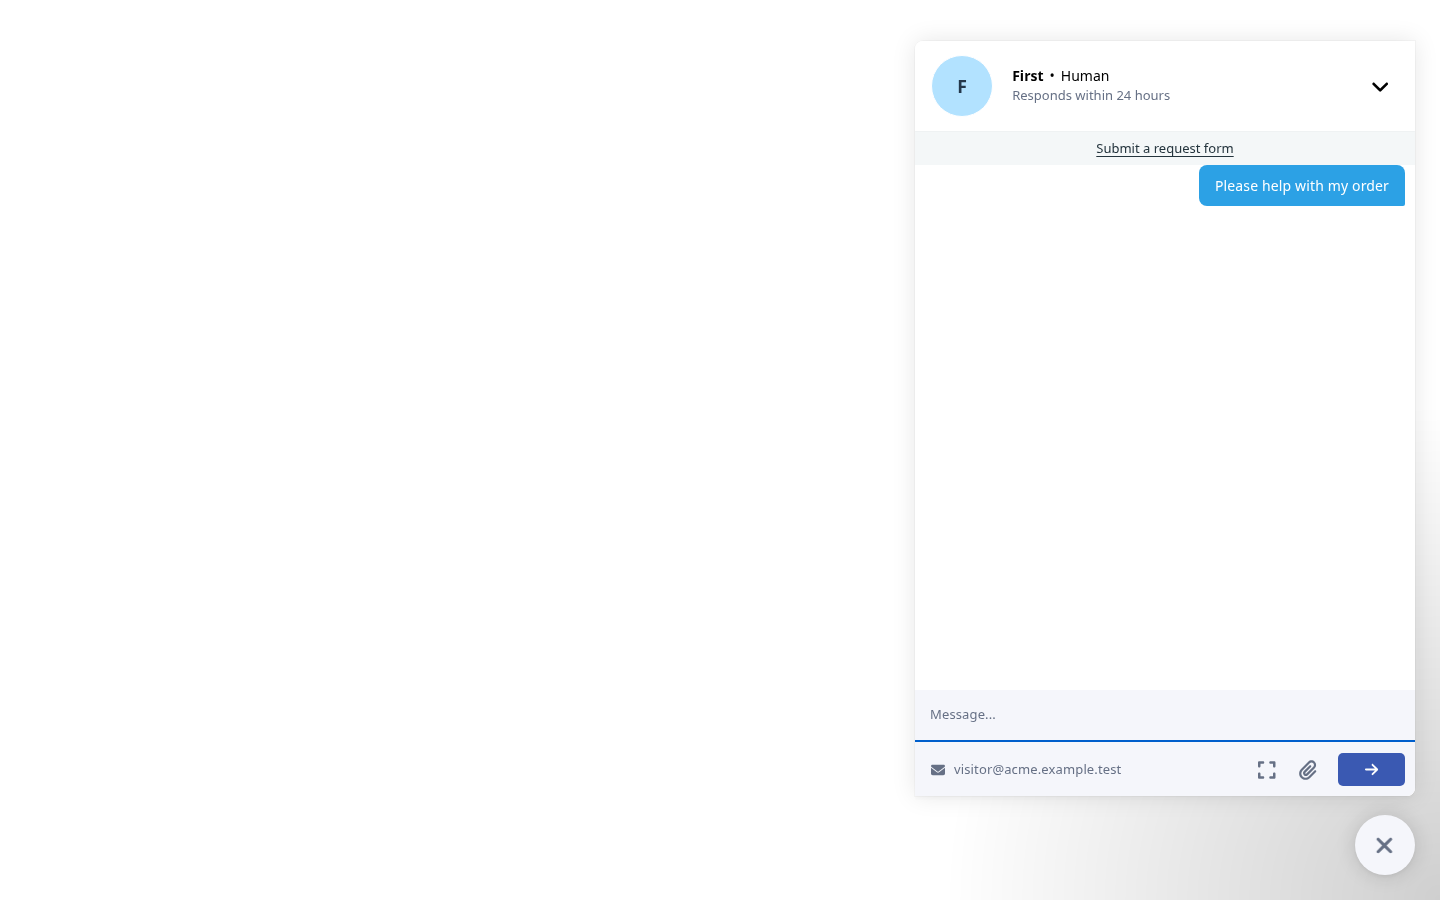 F
First • Human
Responds within 24 hours
Submit a request form
Please help with my order
Message...
visitor@acme.example.test